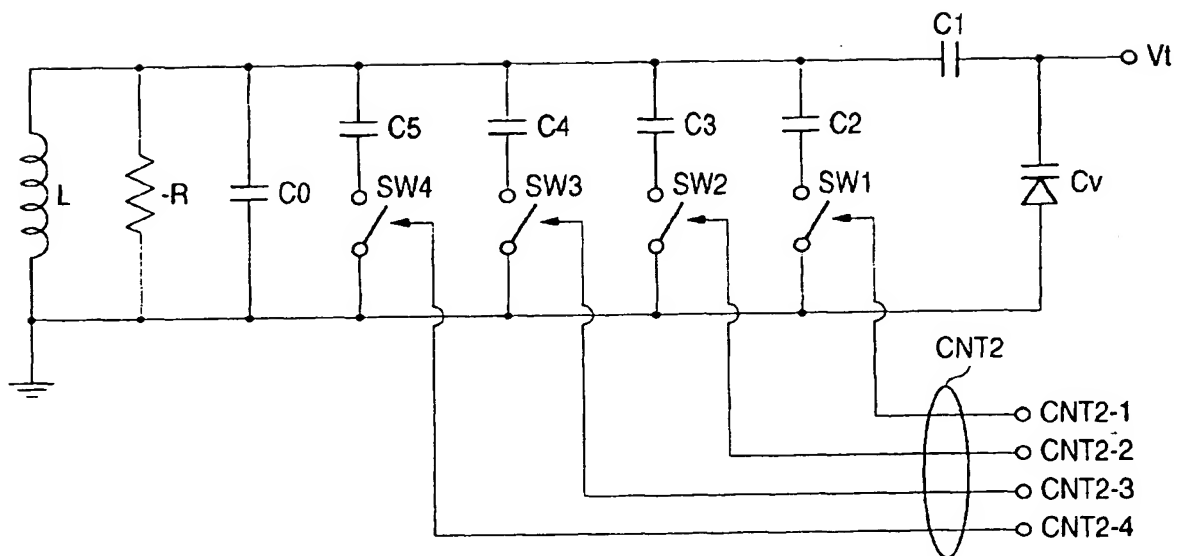 C1
Vt
C5
C4
C3
C2
L
-R
C0
SW4
SW3
SW2
SW1
Cv
CNT2
CNT2-1
CNT2-2
CNT2-3
CNT2-4